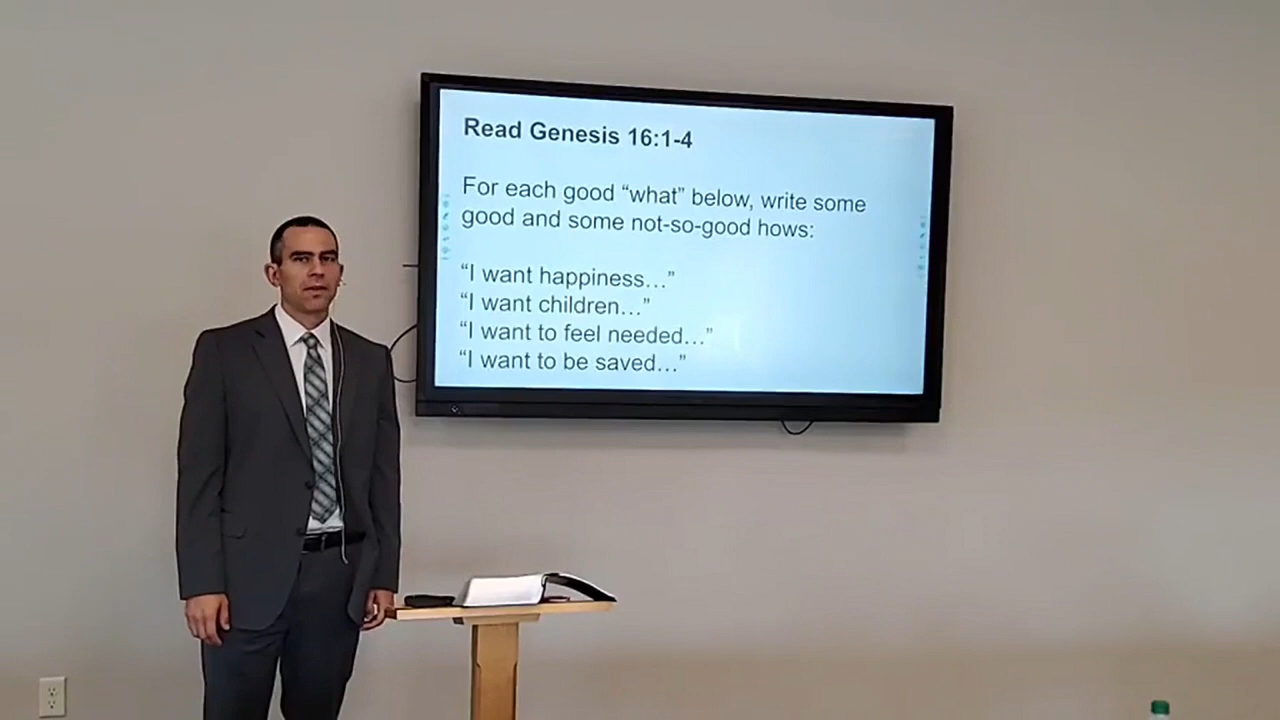 Read Genesis 16:1-4
For each good “what” below, write some
good and some not-so-good hows:
“I want happiness…”
“I want children…”
“I want to feel needed…”
“I want to be saved…”